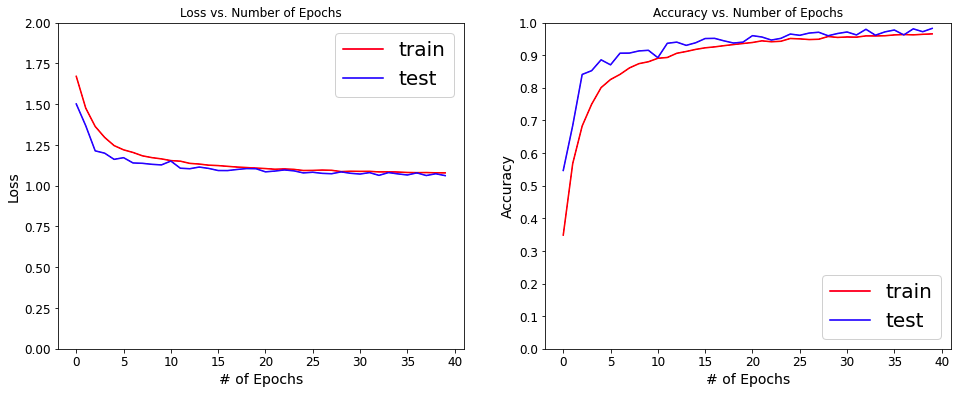 Loss vs. Number of Epochs
2.00
1.75
1.50
1.25
1.00
0.75
0.50
0.25
0.00
Loss
train
test
0 5 10 15 20 25 30 35 40
# of Epochs
Accuracy vs. Number of Epochs
1.0
0.9
0.8
0.7
0.6
0.5
0.4
0.3
0.2
0.1
0.0
Accuracy
train
test
0 5 10 15 20 25 30 35 40
# of Epochs